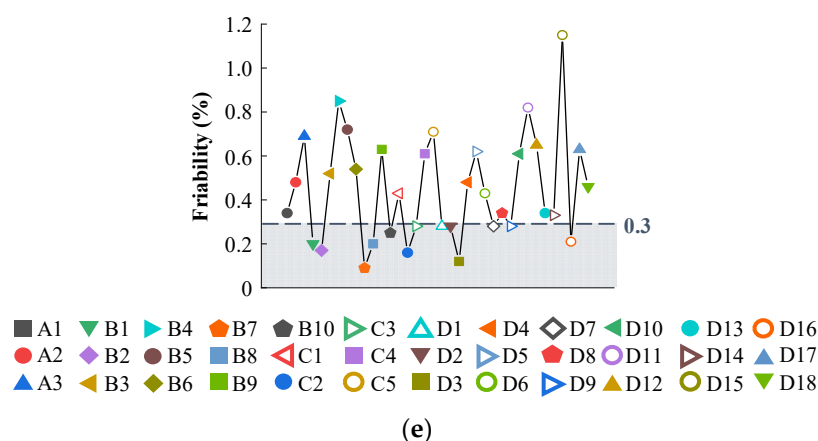 1.2
1.0
0.8
0.6
0.4
0.2
0
Friability (%)
0.3
A1 B1 B4 B7 B10 C3 D1 D4 D7 D10 D13 D16
A2 B2 B5 B8 C1 C4 D2 D5 D8 D11 D14 D17
A3 B3 B6 B9 C2 C5 D3 D6 D9 D12 D15 D18
(e)